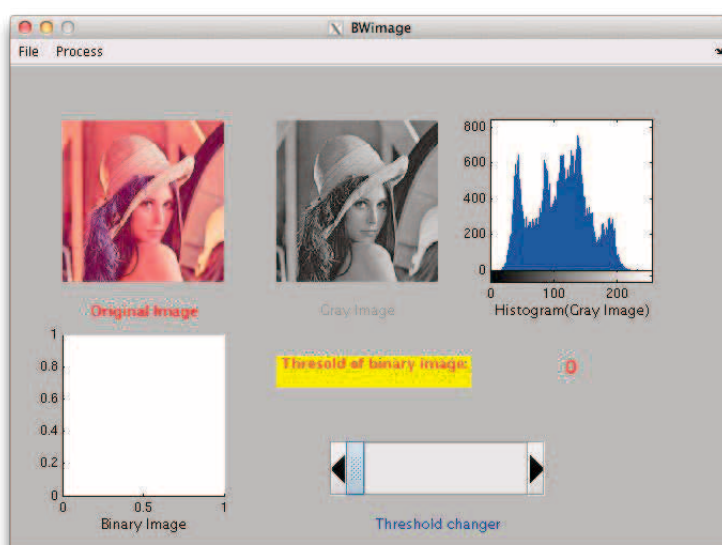 BWimage
File Process
800
600
400
200
0
0 100 200
Original Image
Gray Image
Histogram(Gray Image)
1
0.8
0.6
0.4
0.2
0
0 0.5 1
Binary Image
Thresold of binary image:
0
Threshold changer